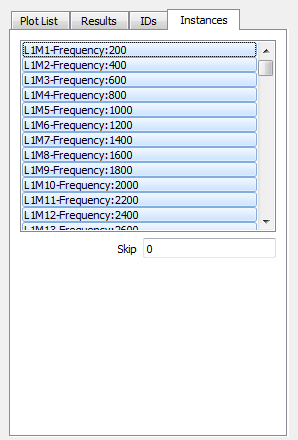 Plot List Results IDs Instances
L1M1-Frequency:200
L1M2-Frequency:400
L1M3-Frequency:600
L1M4-Frequency:800
L1M5-Frequency:1000
L1M6-Frequency:1200
L1M7-Frequency:1400
L1M8-Frequency:1600
L1M9-Frequency:1800
L1M10-Frequency:2000
L1M11-Frequency:2200
L1M12-Frequency:2400
L1M13-Frequency:2600
Skip 0